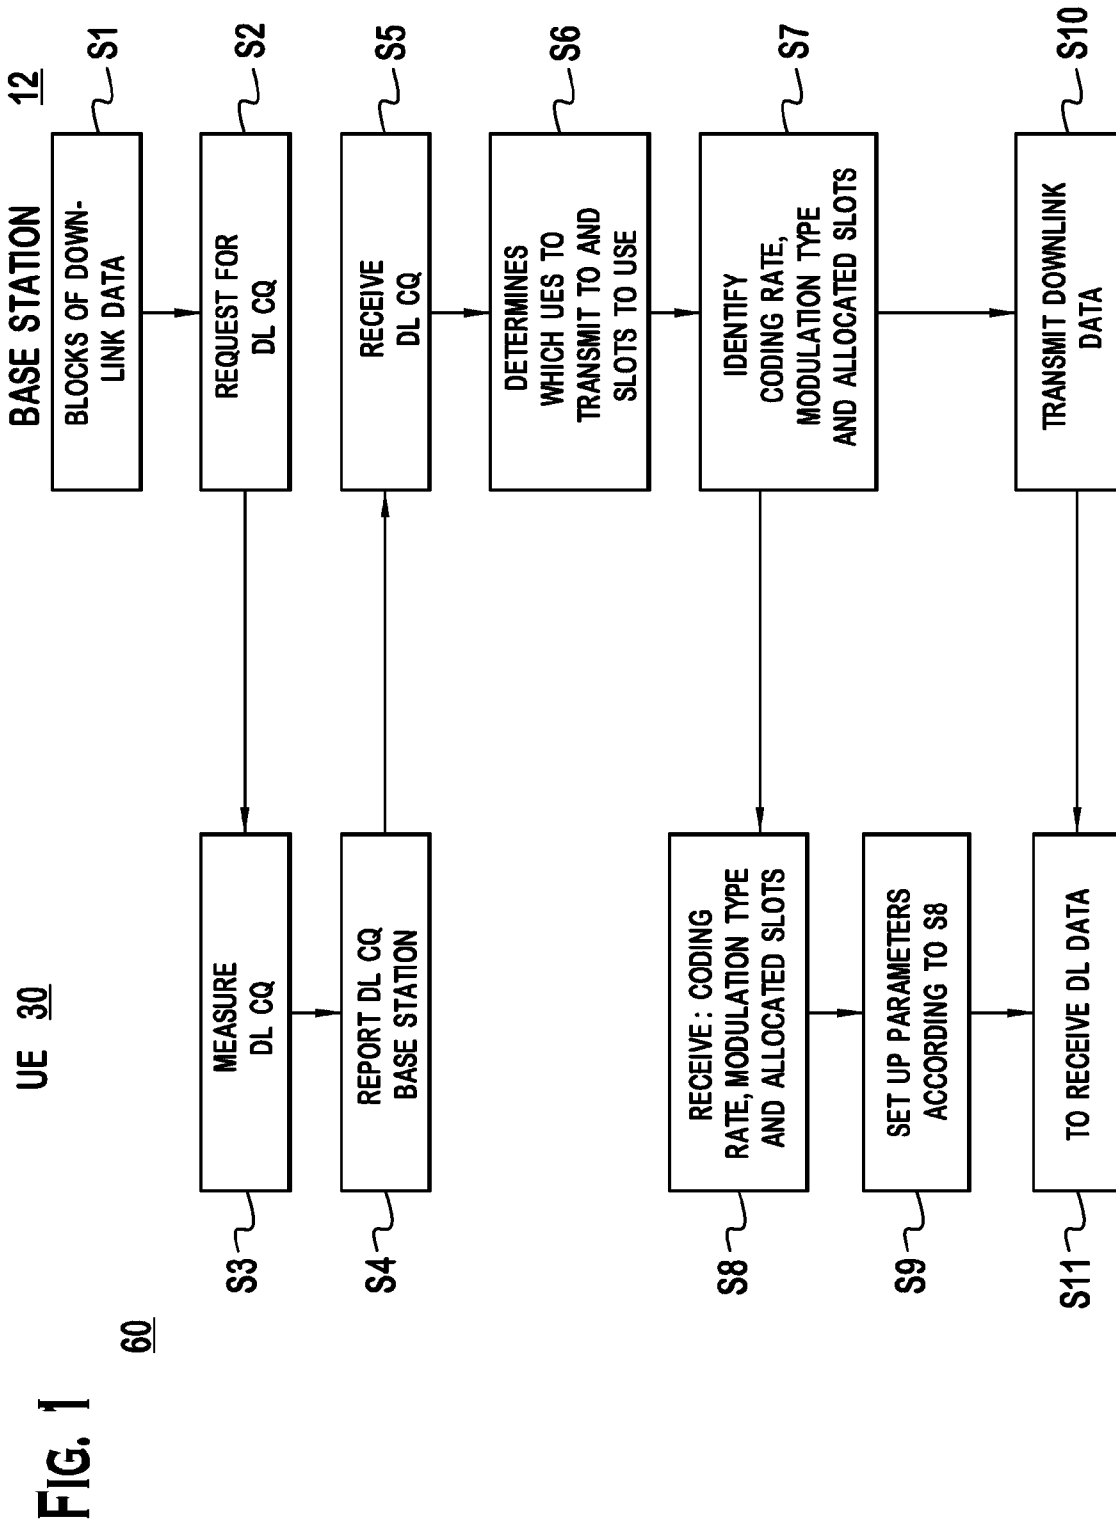 FIG. 1
60
UE 30
BASE STATION 12
BLOCKS OF DOWN-
LINK DATA
S1
REQUEST FOR
DL CQ
S2
S3
MEASURE
DL CQ
S4
REPORT DL CQ
BASE STATION
RECEIVE
DL CQ
S5
DETERMINES
WHICH UES TO
TRANSMIT TO AND
SLOTS TO USE
S6
IDENTIFY
CODING RATE,
MODULATION TYPE
AND ALLOCATED SLOTS
S7
S8
RECEIVE: CODING
RATE, MODULATION TYPE
AND ALLOCATED SLOTS
S9
SET UP PARAMETERS
ACCORDING TO S8
TRANSMIT DOWNLINK
DATA
S10
S11
TO RECEIVE DL DATA